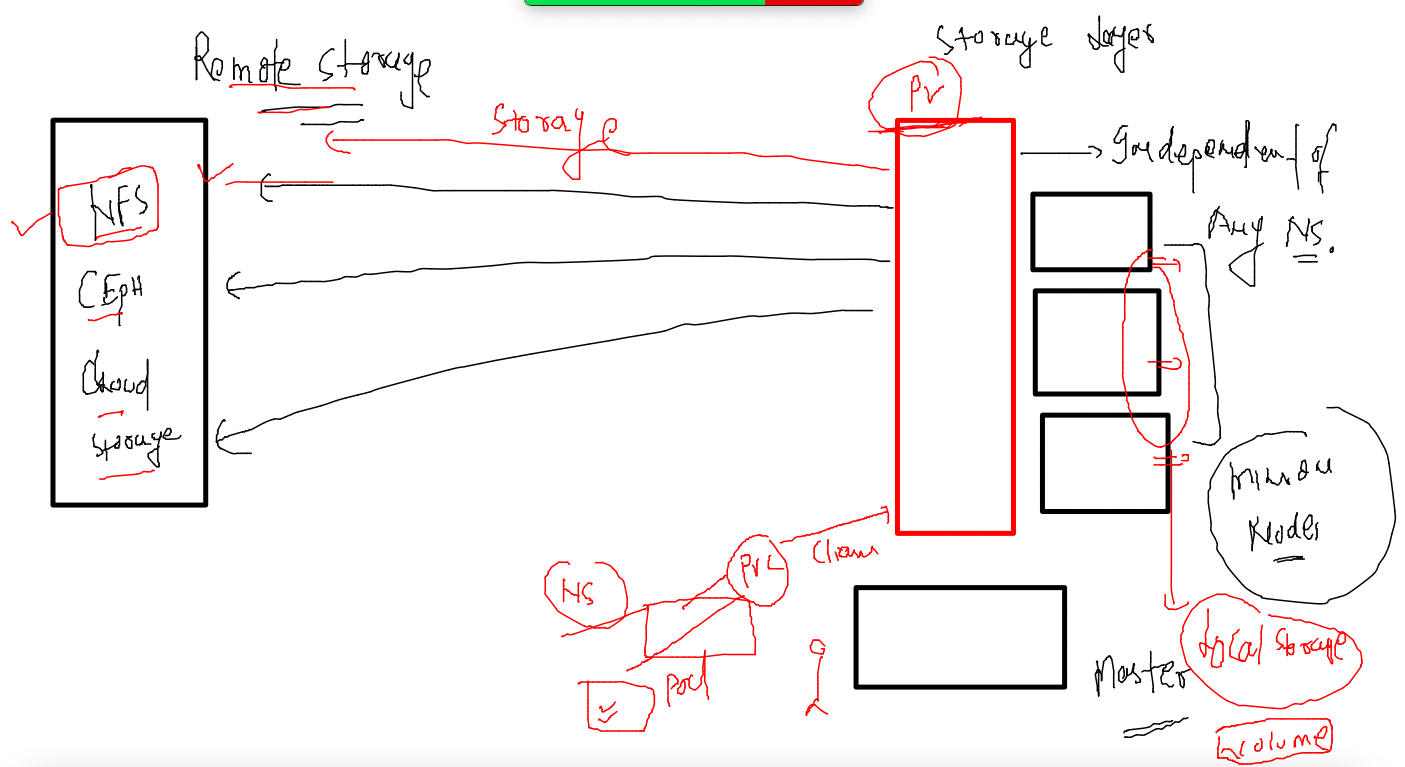 Remote Storage
NFS
CEpH
Cloud
Storage
Storage
Storage Layer
PV
Independent of
Any NS.
Minion
Nodes
NS
PVC
Claim
Pod
Master
Local Storage
Volume